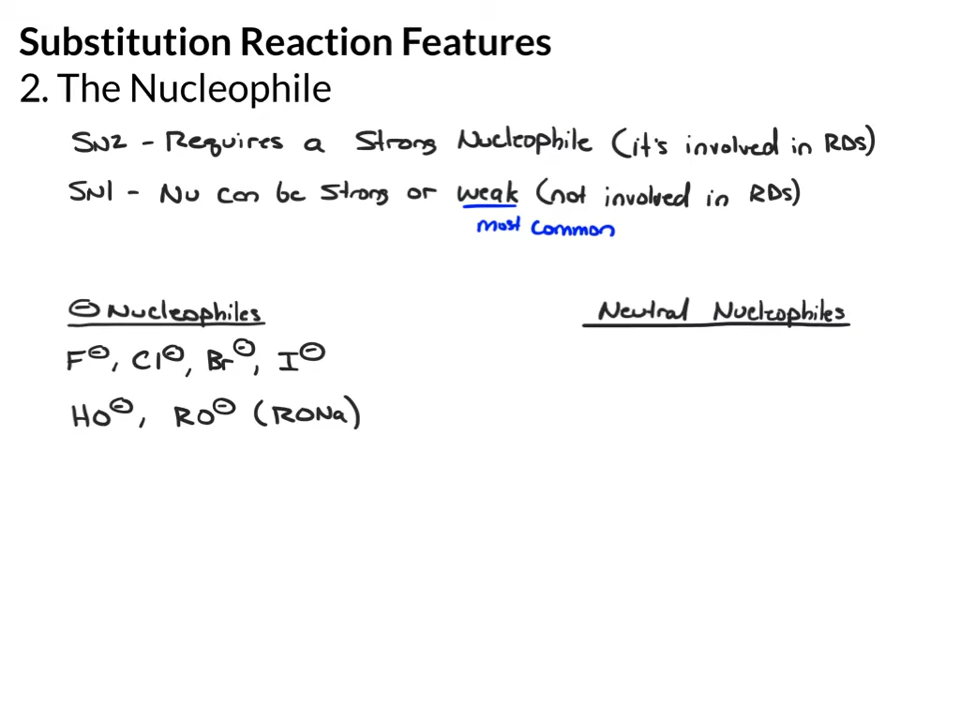 Substitution Reaction Features
2. The Nucleophile
SN2 - Requires a Strong Nucleophile (it's involved in RDS)
SN1 - Nu can be strong or weak (not involved in RDS)
most common
⊖ Nucleophiles
Neutral Nucleophiles
F⊖, Cl⊖, Br⊖, I⊖
HO⊖, RO⊖ (RONa)